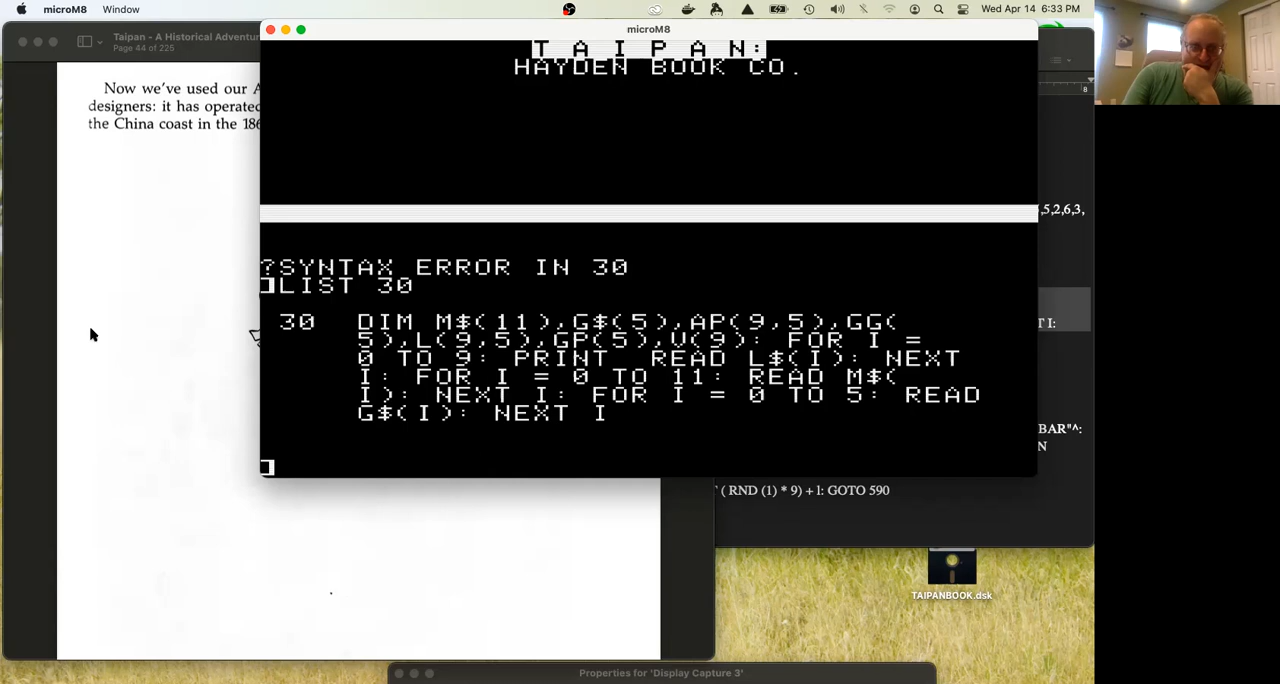 microM8 Window
Wed Apr 14 6:33 PM
Taipan - A Historical Adventu
Page 44 of 225
microM8
T A I P A N:
HAYDEN BOOK CO.
Now we've used our A
designers: it has operated
the China coast in the 186
8
,5,2,6,3,
?SYNTAX ERROR IN 30
]LIST 30
30 DIM M$(11),G$(5),AP(9,5),GG(
5),L(9,5),GP(5),V(9): FOR I =
0 TO 9: PRINT READ L$(I): NEXT
I: FOR I = 0 TO 11: READ M$(
I): NEXT I: FOR I = 0 TO 5: READ
G$(I): NEXT I
]
T I:
BAR"^:
N
( RND (1) * 9) + l: GOTO 590
TAIPANBOOK.dsk
Properties for 'Display Capture 3'